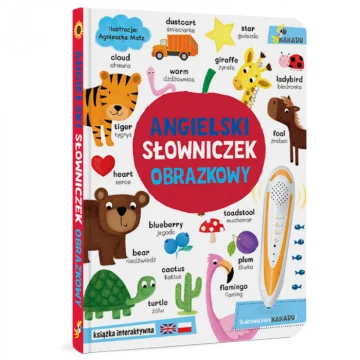 Ilustracje:
Agnieszka Matz
dustcart
śmieciarka
star
gwiazda
KAKADU
cloud
chmura
giraffe
żyrafa
worm
dżdżownica
ladybird
biedronka
tiger
tygrys
foal
źrebak
ANGIELSKI
SŁOWNICZEK
OBRAZKOWY
heart
serce
blueberry
jagoda
toadstool
muchomor
bear
niedźwiedź
cactus
kaktus
plum
śliwka
flamingo
flaming
turtle
żółw
książka interaktywna
KAKADU
ANGIELSKI SŁOWNICZEK OBRAZKOWY